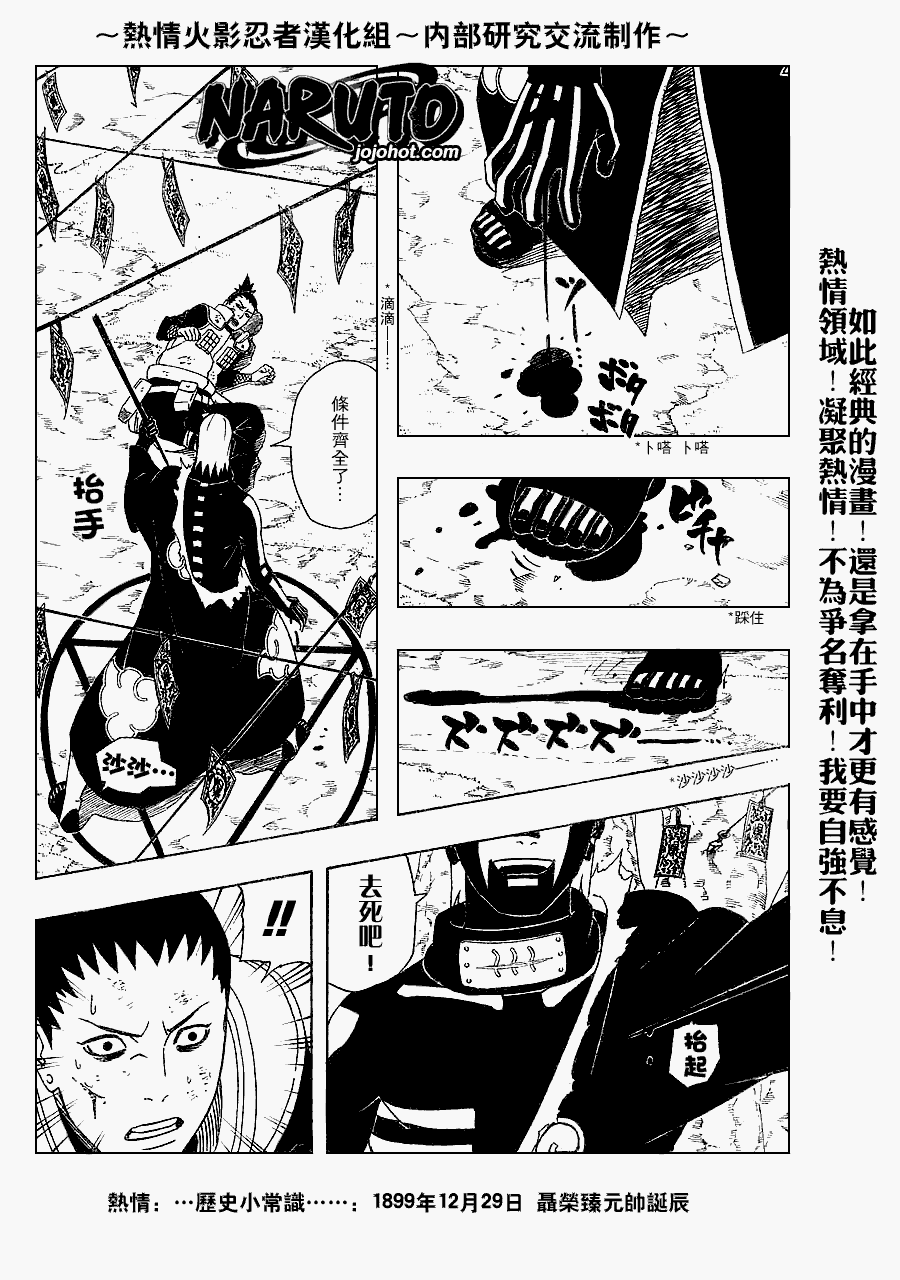 ～熱情火影忍者漢化組～内部研究交流制作～
NARUTO
jojohot.com
ボタ
ボタ
*卜嗒 卜嗒
*滴滴——…
條件齊全了…
抬手
沙沙…
*踩住
ズズズズ——…
*沙沙沙沙——
去死吧！
抬起
!!
如此經典的漫畫！還是拿在手中才更有感覺！
熱情領域！凝聚熱情！不為爭名奪利！我要自強不息！
熱情：…歷史小常識……：1899年12月29日 聶榮臻元帥誕辰